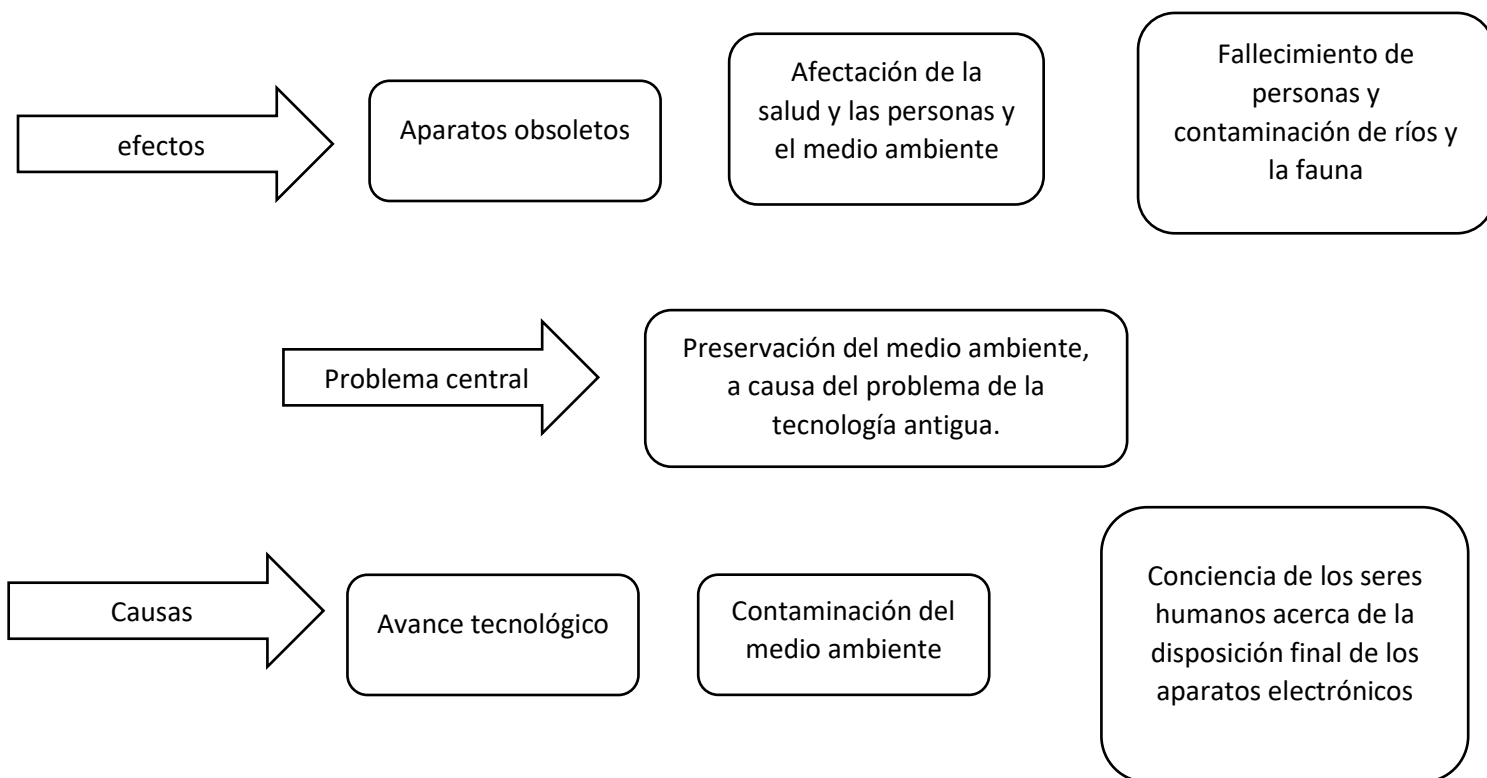 efectos
Aparatos obsoletos
Afectación de la
salud y las personas y
el medio ambiente
Fallecimiento de
personas y
contaminación de ríos y
la fauna
Problema central
Preservación del medio ambiente,
a causa del problema de la
tecnología antigua.
Causas
Avance tecnológico
Contaminación del
medio ambiente
Conciencia de los seres
humanos acerca de la
disposición final de los
aparatos electrónicos